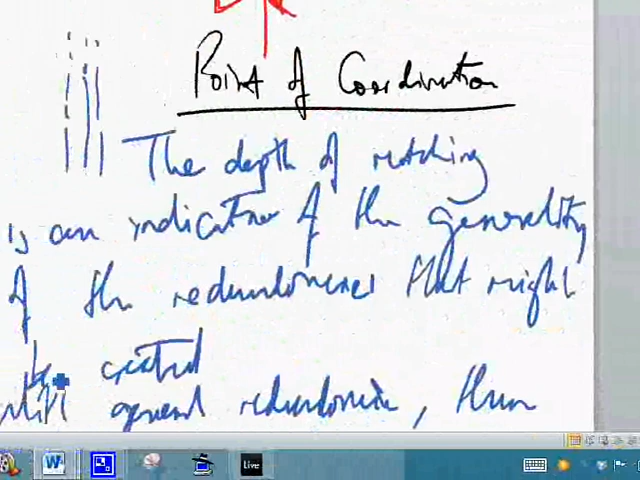 Point of Coordination
The depth of matching
is an indicator of the generality
of the redundancies that might
be created
general redundancies, then
W
Live